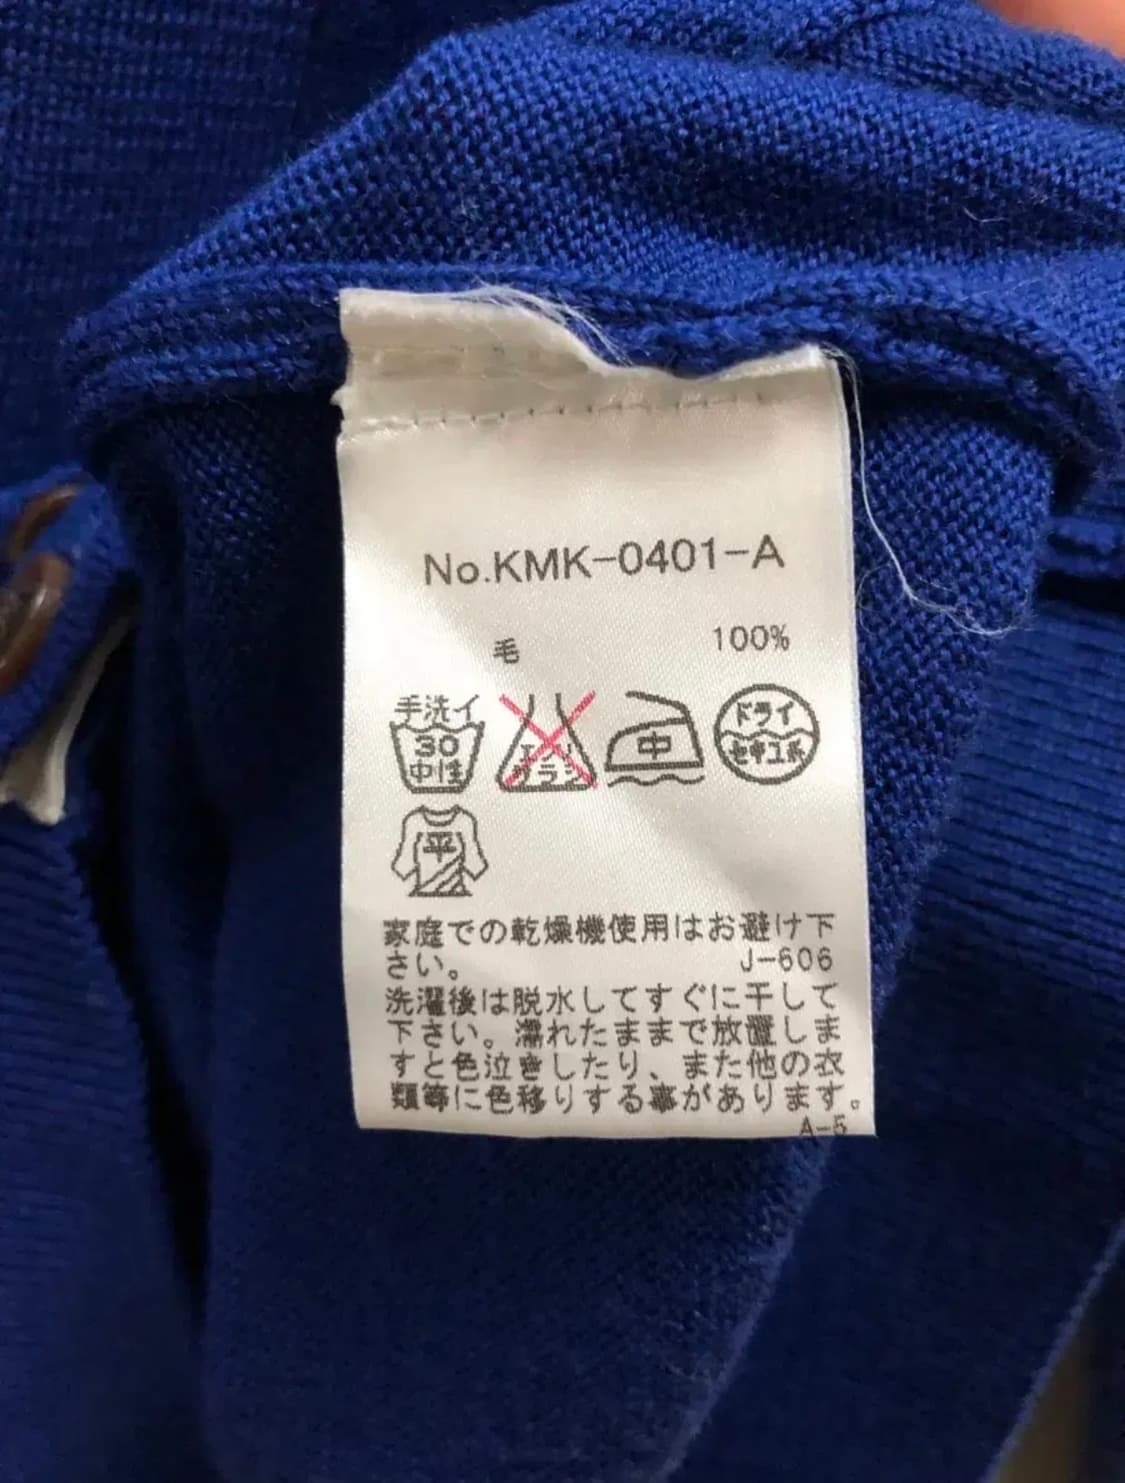 No.KMK-0401-A
毛 100%
手洗イ
30
中性
エンソ
サラシ
中
ドライ
セキユ系
平
家庭での乾燥機使用はお避け下
さい。 J-606
洗濯後は脱水してすぐに干して
下さい。濡れたままで放置しま
すと色泣きしたり、また他の衣
類等に色移りする事があります。
A-5